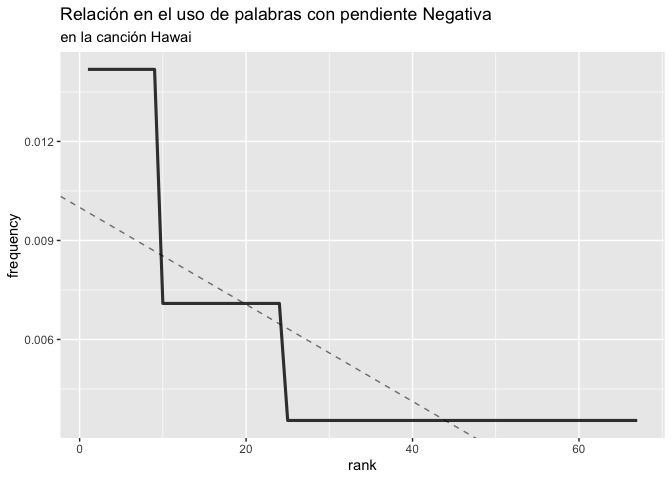 Relación en el uso de palabras con pendiente Negativa
en la canción Hawai
frequency
0.012
0.009
0.006
0
20
40
60
rank